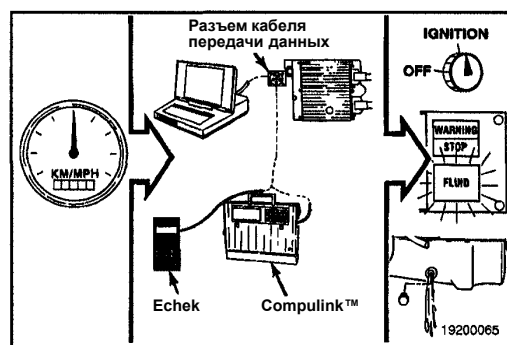 Разъем кабеля
передачи данных
IGNITION
OFF
KM/MPH
WARNING
STOP
FLUID
Echek
Compulink™
19200065